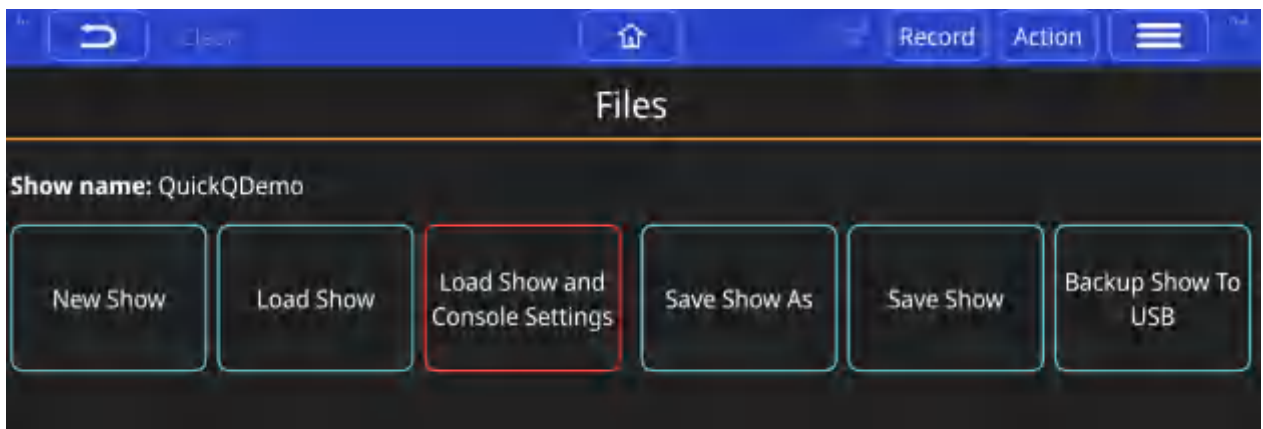 Clear
Record
Action
Files
Show name: QuickQDemo
New Show
Load Show
Load Show and
Console Settings
Save Show As
Save Show
Backup Show To
USB